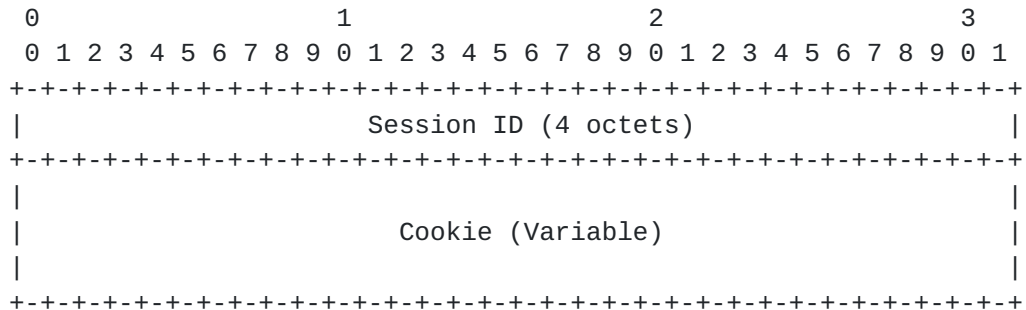 0                   1                   2                   3
 0 1 2 3 4 5 6 7 8 9 0 1 2 3 4 5 6 7 8 9 0 1 2 3 4 5 6 7 8 9 0 1
+-+-+-+-+-+-+-+-+-+-+-+-+-+-+-+-+-+-+-+-+-+-+-+-+-+-+-+-+-+-+-+-+
|                      Session ID (4 octets)                    |
+-+-+-+-+-+-+-+-+-+-+-+-+-+-+-+-+-+-+-+-+-+-+-+-+-+-+-+-+-+-+-+-+
|                                                               |
|                        Cookie (Variable)                      |
|                                                               |
+-+-+-+-+-+-+-+-+-+-+-+-+-+-+-+-+-+-+-+-+-+-+-+-+-+-+-+-+-+-+-+-+